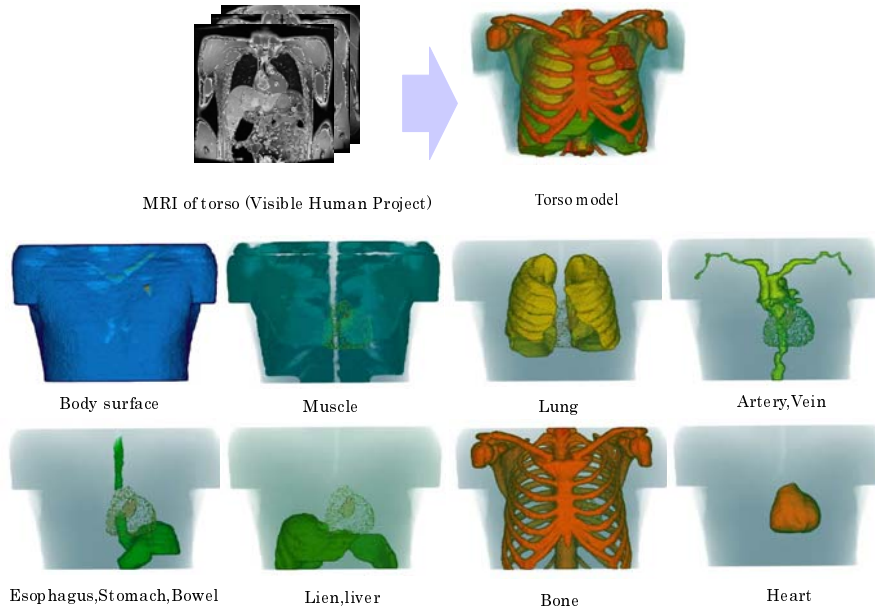 MRI of torso (Visible Human Project)
Torso model
Body surface
Muscle
Lung
Artery,Vein
Esophagus,Stomach,Bowel
Lien,liver
Bone
Heart